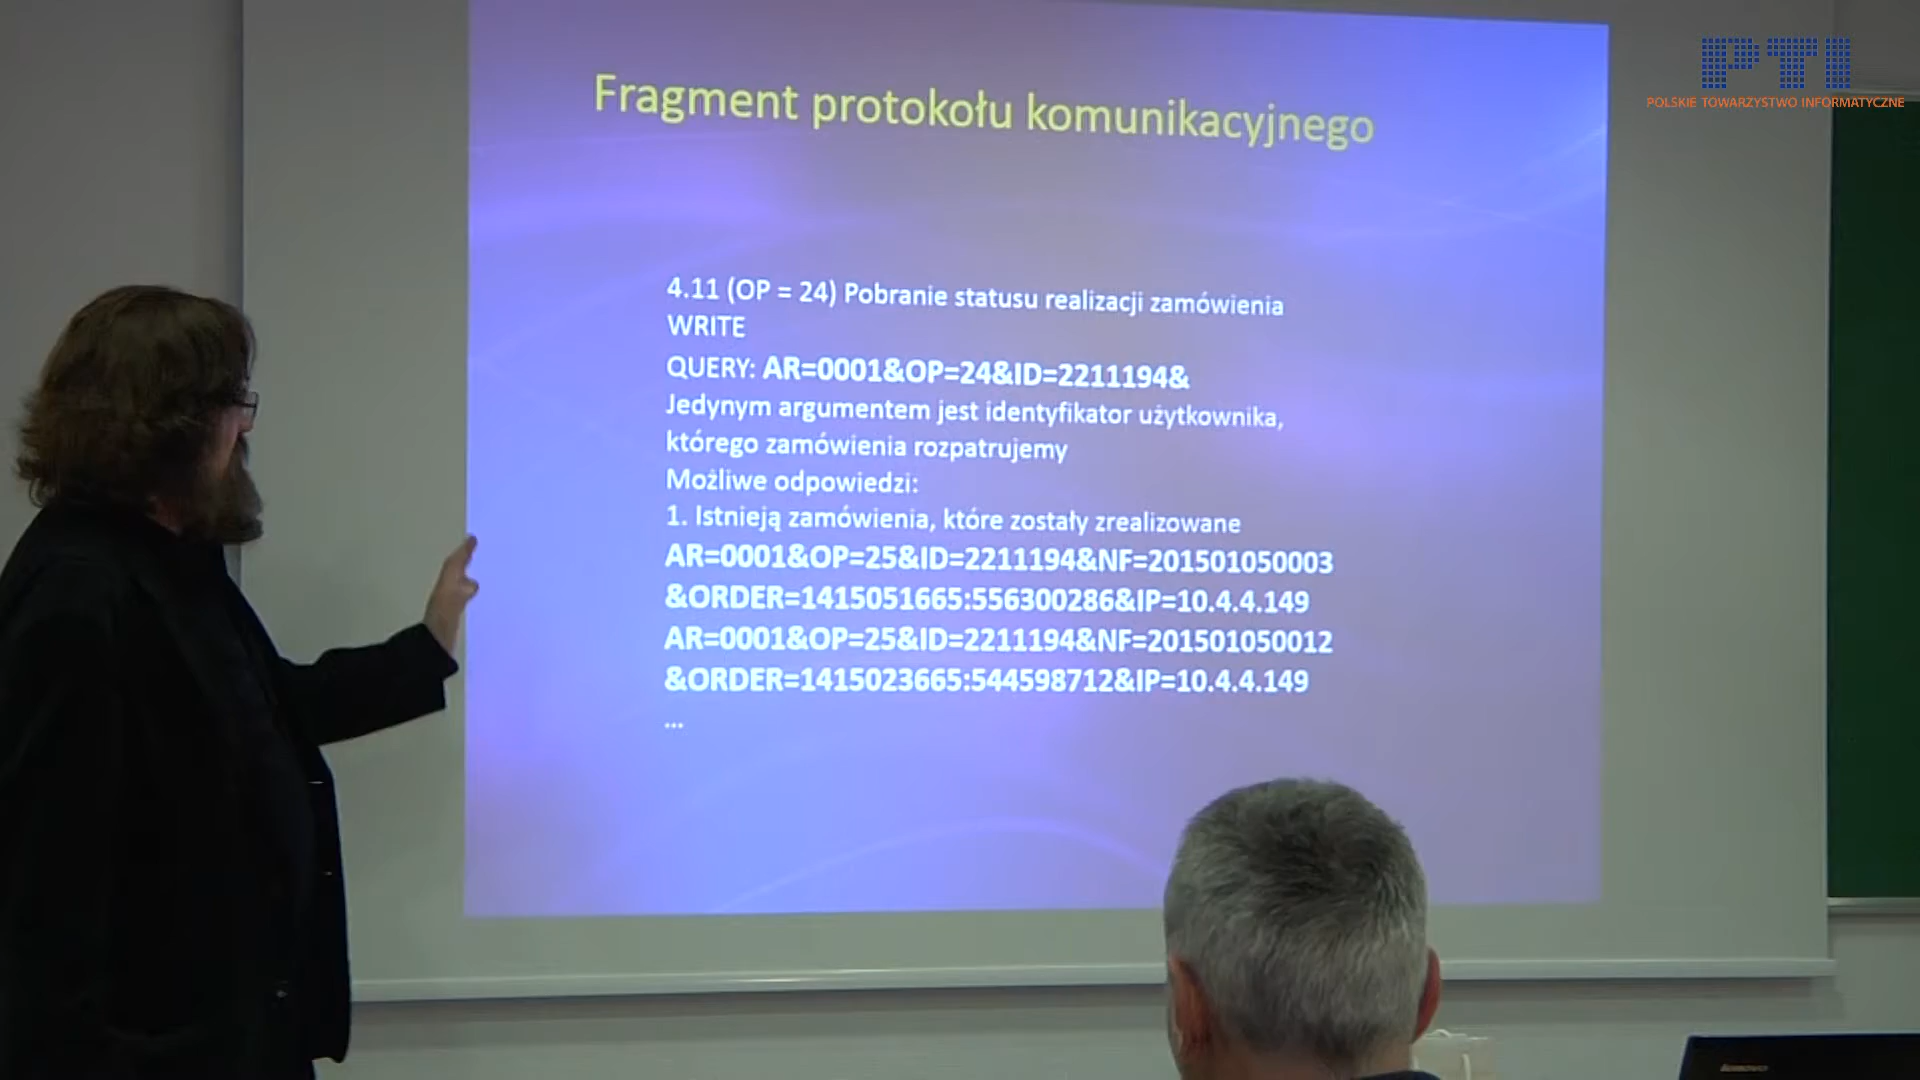 PTI
POLSKIE TOWARZYSTWO INFORMATYCZNE
Fragment protokołu komunikacyjnego
4.11 (OP = 24) Pobranie statusu realizacji zamówienia
WRITE
QUERY: AR=0001&OP=24&ID=2211194&
Jedynym argumentem jest identyfikator użytkownika,
którego zamówienia rozpatrujemy
Możliwe odpowiedzi:
1. Istnieją zamówienia, które zostały zrealizowane
AR=0001&OP=25&ID=2211194&NF=201501050003
&ORDER=1415051665:556300286&IP=10.4.4.149
AR=0001&OP=25&ID=2211194&NF=201501050012
&ORDER=1415023665:544598712&IP=10.4.4.149
...
lenovo